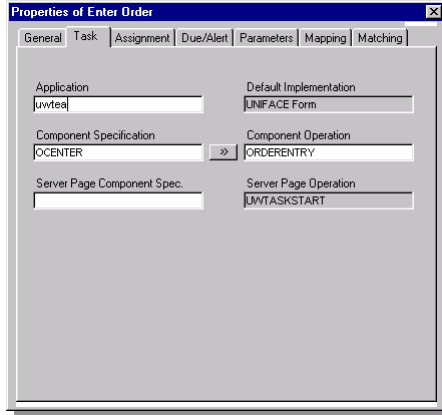 Properties of Enter Order
General Task Assignment Due/Alert Parameters Mapping Matching
Application Default Implementation
uwtea UNIFACE Form
Component Specification Component Operation
OCENTER >> ORDERENTRY
Server Page Component Spec. Server Page Operation
UWTASKSTART